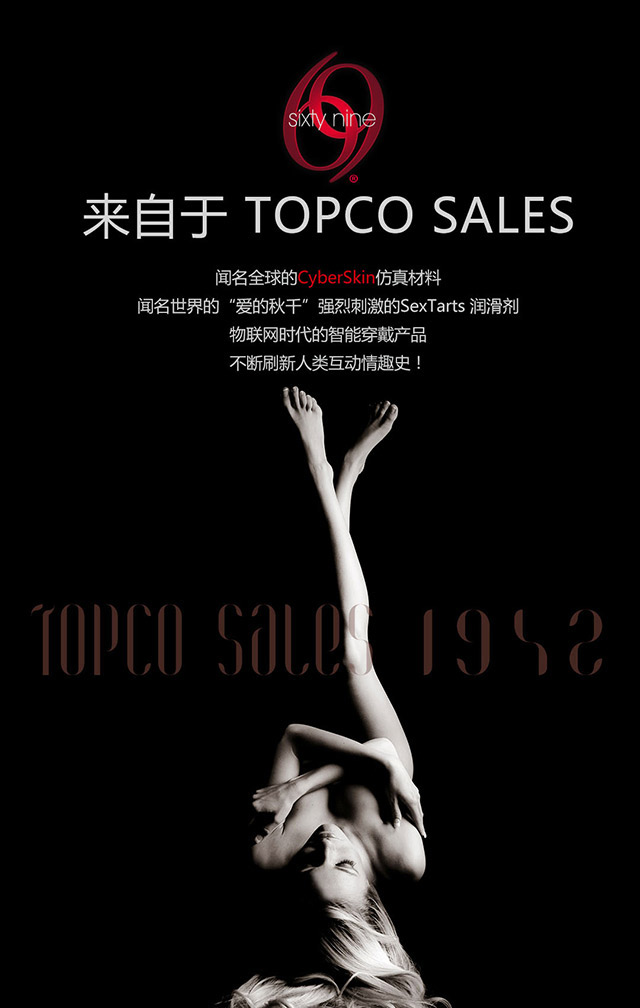 sixty nine
®
来自于 TOPCO SALES
闻名全球的CyberSkin仿真材料
闻名世界的“爱的秋千”强烈刺激的SexTarts 润滑剂
物联网时代的智能穿戴产品
不断刷新人类互动情趣史！
TOPCO SALES 1952